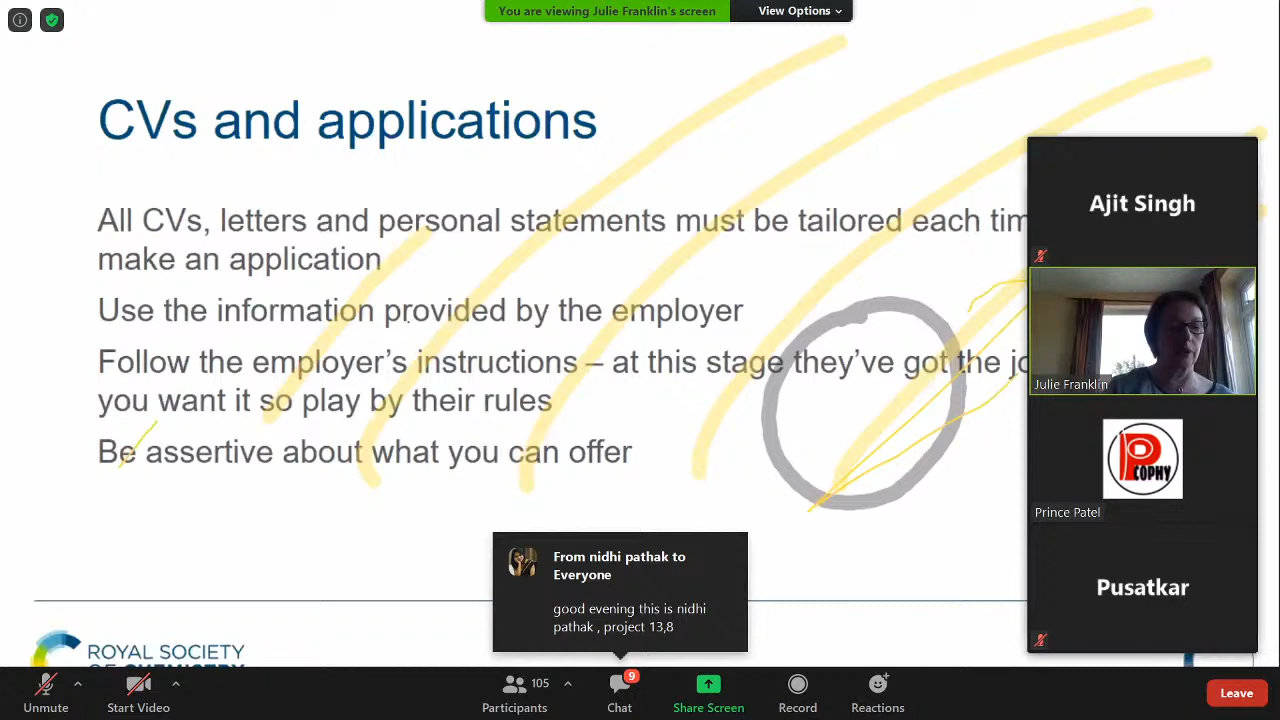 You are viewing Julie Franklin's screen
View Options
CVs and applications
All CVs, letters and personal statements must be tailored each tim
make an application
Use the information provided by the employer
Follow the employer's instructions – at this stage they've got the jo
you want it so play by their rules
Be assertive about what you can offer
Ajit Singh
Julie Franklin
P
COPHY
Prince Patel
Pusatkar
From nidhi pathak to
Everyone
good evening this is nidhi
pathak , project 13,8
ROYAL SOCIETY
OF CHEMISTRY
Unmute
Start Video
105
Participants
9
Chat
Share Screen
Record
Reactions
Leave